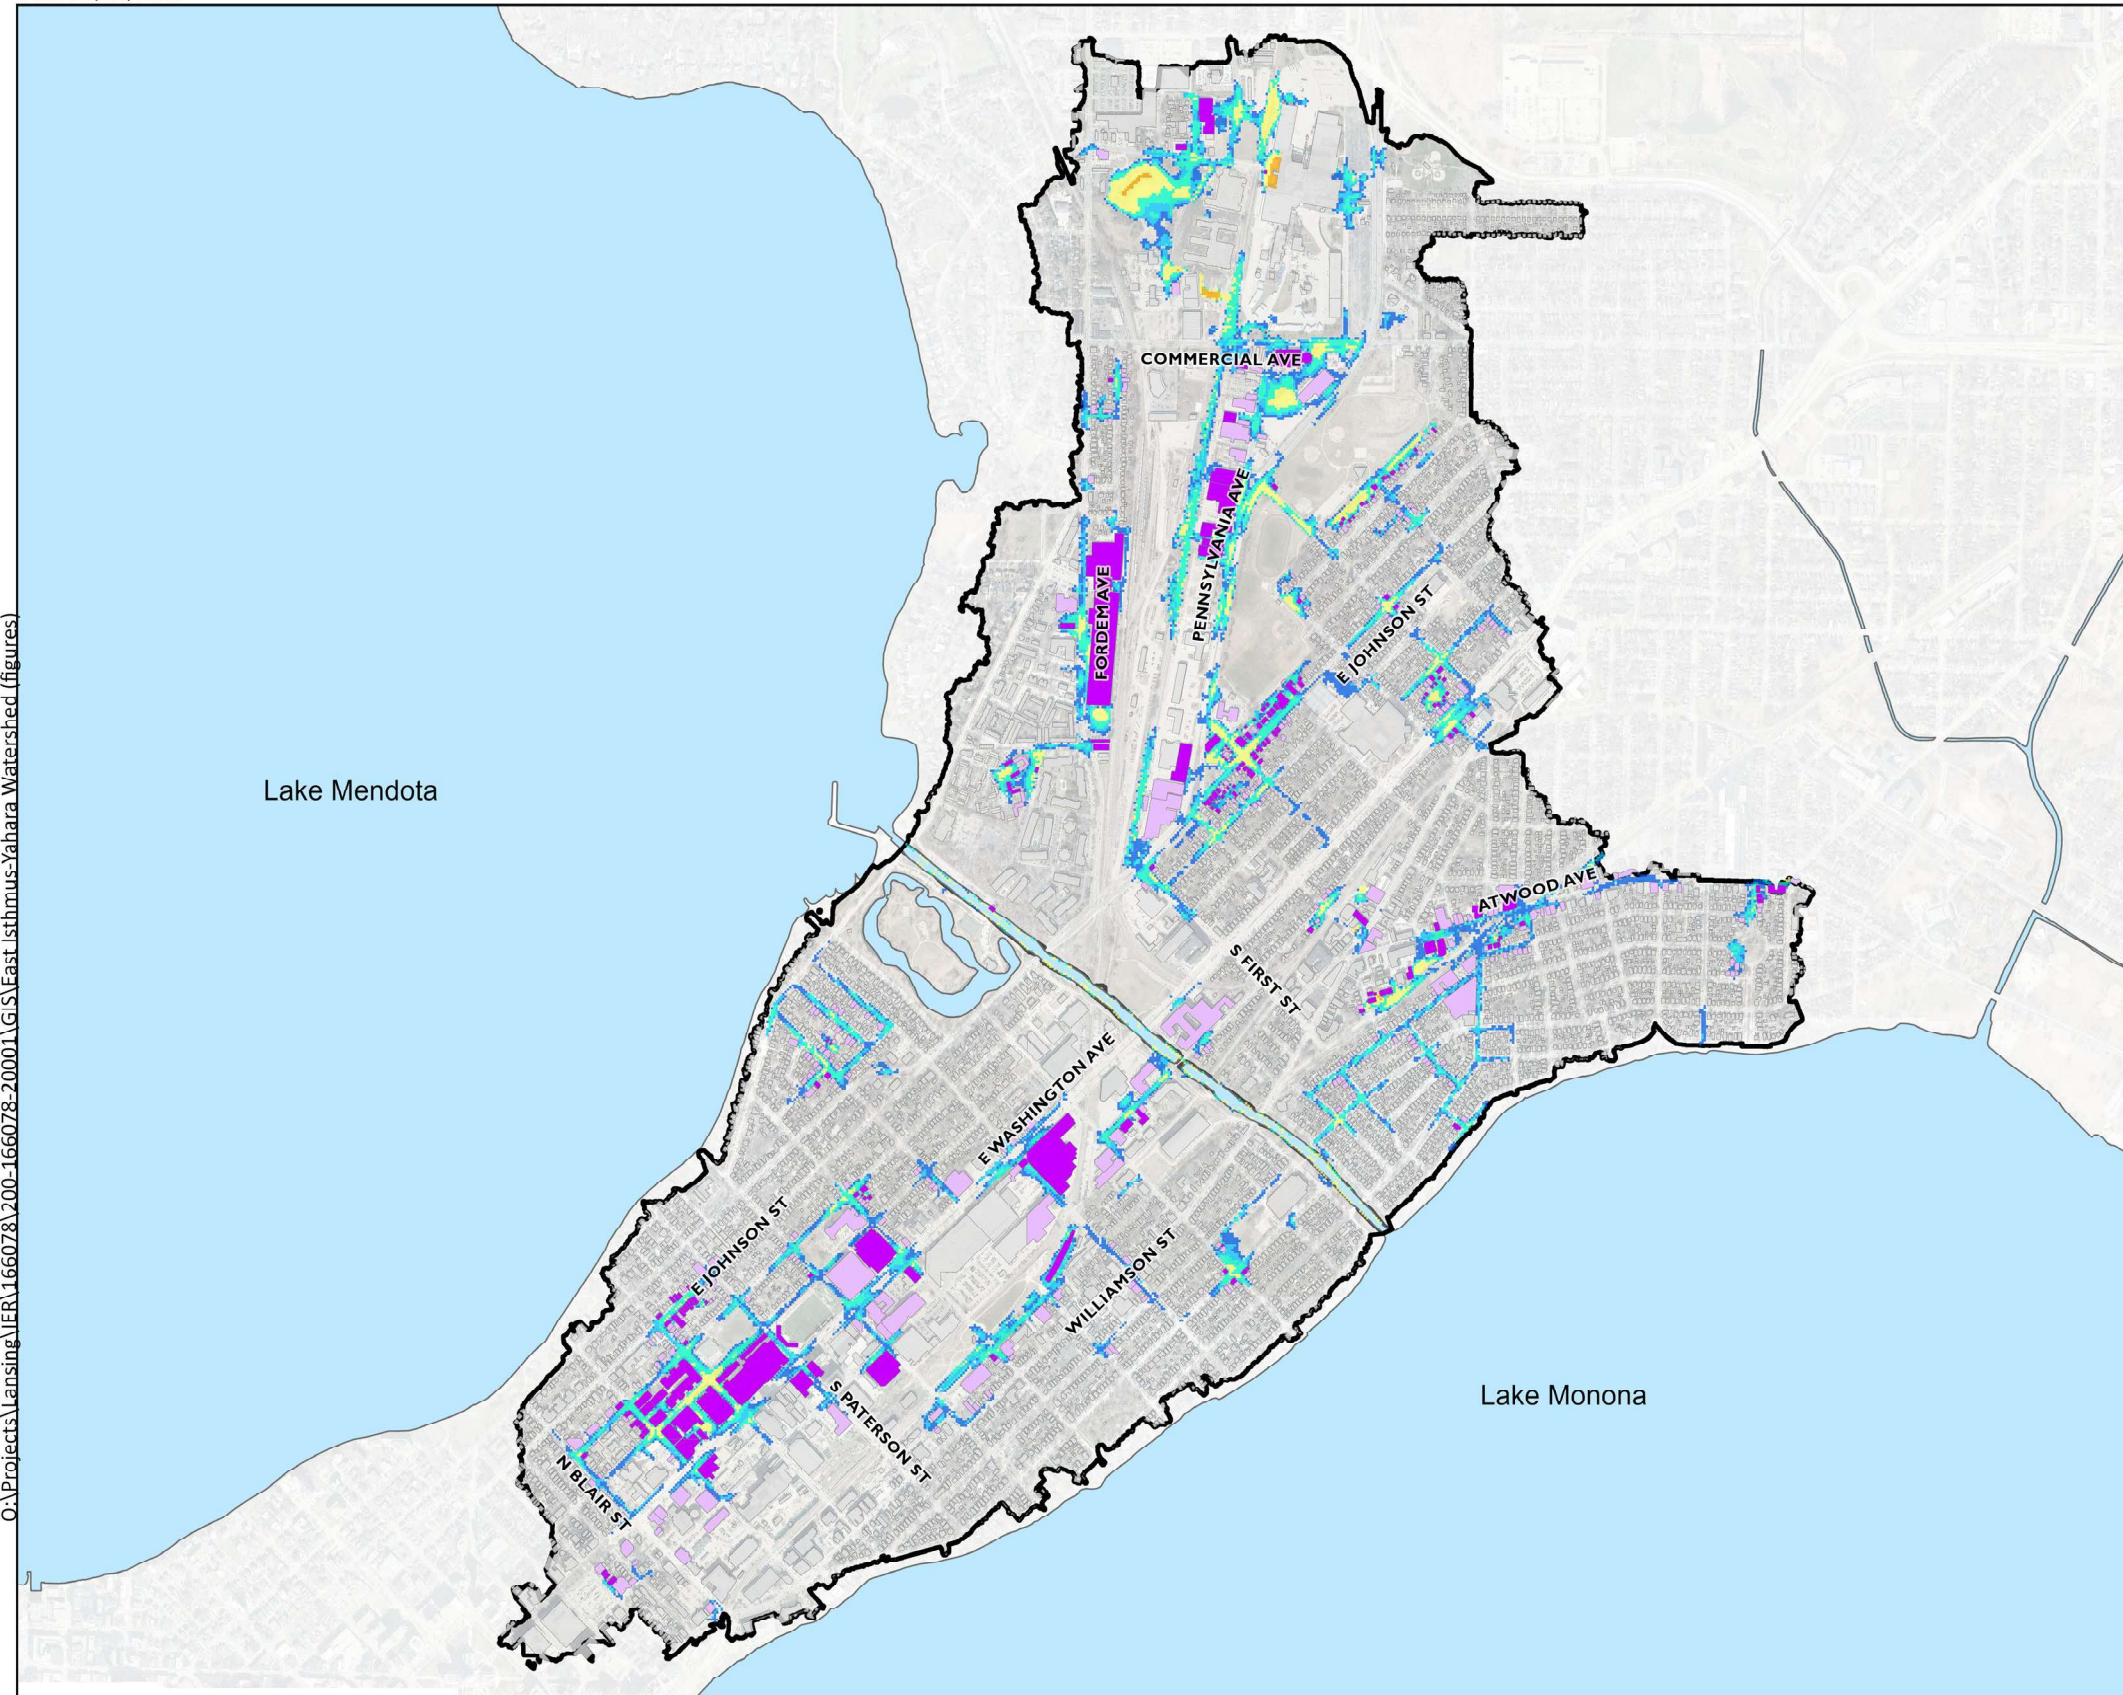 O:\Projects\Lansing\IER\166078\200-166078-20001\GIS\East Isthmus-Yahara Watershed (figures)
COMMERCIAL AVE
PENNSYLVANIA AVE
FORDEM AVE
E JOHNSON ST
Lake Mendota
ATWOOD AVE
S FIRST ST
E WASHINGTON AVE
E JOHNSON ST
WILLIAMSON ST
Lake Monona
S PATERSON ST
N BLAIR ST